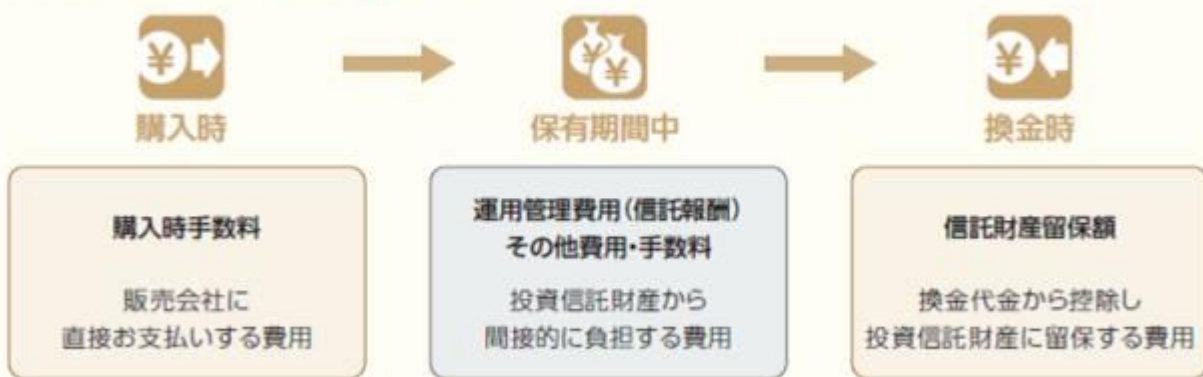 購入時
保有期間中
換金時
購入時手数料
販売会社に
直接お支払いする費用
運用管理費用(信託報酬)
その他費用・手数料
投資信託財産から
間接的に負担する費用
信託財産留保額
換金代金から控除し
投資信託財産に留保する費用